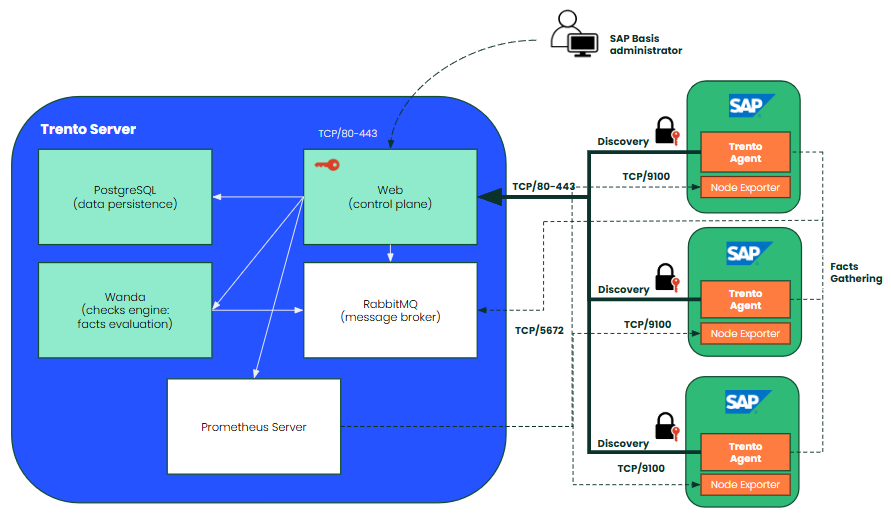 SAP Basis
administrator
Trento Server
TCP/80-443
PostgreSQL
(data persistence)
Web
(control plane)
Wanda
(checks engine:
facts evaluation)
RabbitMQ
(message broker)
Prometheus Server
TCP/80-443
TCP/5672
SAP
Discovery
Trento
Agent
TCP/9100
Node Exporter
SAP
Discovery
Trento
Agent
TCP/9100
Node Exporter
Facts
Gathering
SAP
Discovery
Trento
Agent
TCP/9100
Node Exporter